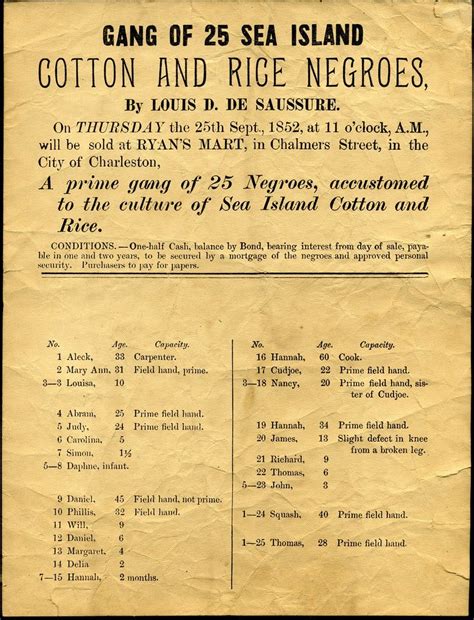 GANG OF 25 SEA ISLAND
COTTON AND RICE NEGROES,
By LOUIS D. DE SAUSSURE.
On THURSDAY the 25th Sept., 1852, at 11 o'clock, A.M.,
will be sold at RYAN'S MART, in Chalmers Street, in the
City of Charleston,
A prime gang of 25 Negroes, accustomed
to the culture of Sea Island Cotton and
Rice.
CONDITIONS.—One-half Cash, balance by Bond, bearing interest from day of sale, paya-
ble in one and two years, to be secured by a mortgage of the negroes and approved personal
security. Purchasers to pay for papers.
No. Age. Capacity.
1 Aleck, 33 Carpenter.
2 Mary Ann, 31 Field hand, prime.
3—3 Louisa, 10
4 Abram, 25 Prime field hand.
5 Judy, 24 Prime field hand.
6 Carolina, 5
7 Simon, 1½
5—8 Daphne, infant.
9 Daniel, 45 Field hand, not prime.
10 Phillis, 32 Field hand.
11 Will, 9
12 Daniel, 6
13 Margaret, 4
14 Delia 2
7—15 Hannah, 2 months.
No. Age. Capacity.
16 Hannah, 60 Cook.
17 Cudjoe, 22 Prime field hand.
3—18 Nancy, 20 Prime field hand, sis-
ter of Cudjoe.
19 Hannah, 34 Prime field hand.
20 James, 13 Slight defect in knee
from a broken leg.
21 Richard, 9
22 Thomas, 6
5—23 John, 3
1—24 Squash, 40 Prime field hand.
1—25 Thomas, 28 Prime field hand.